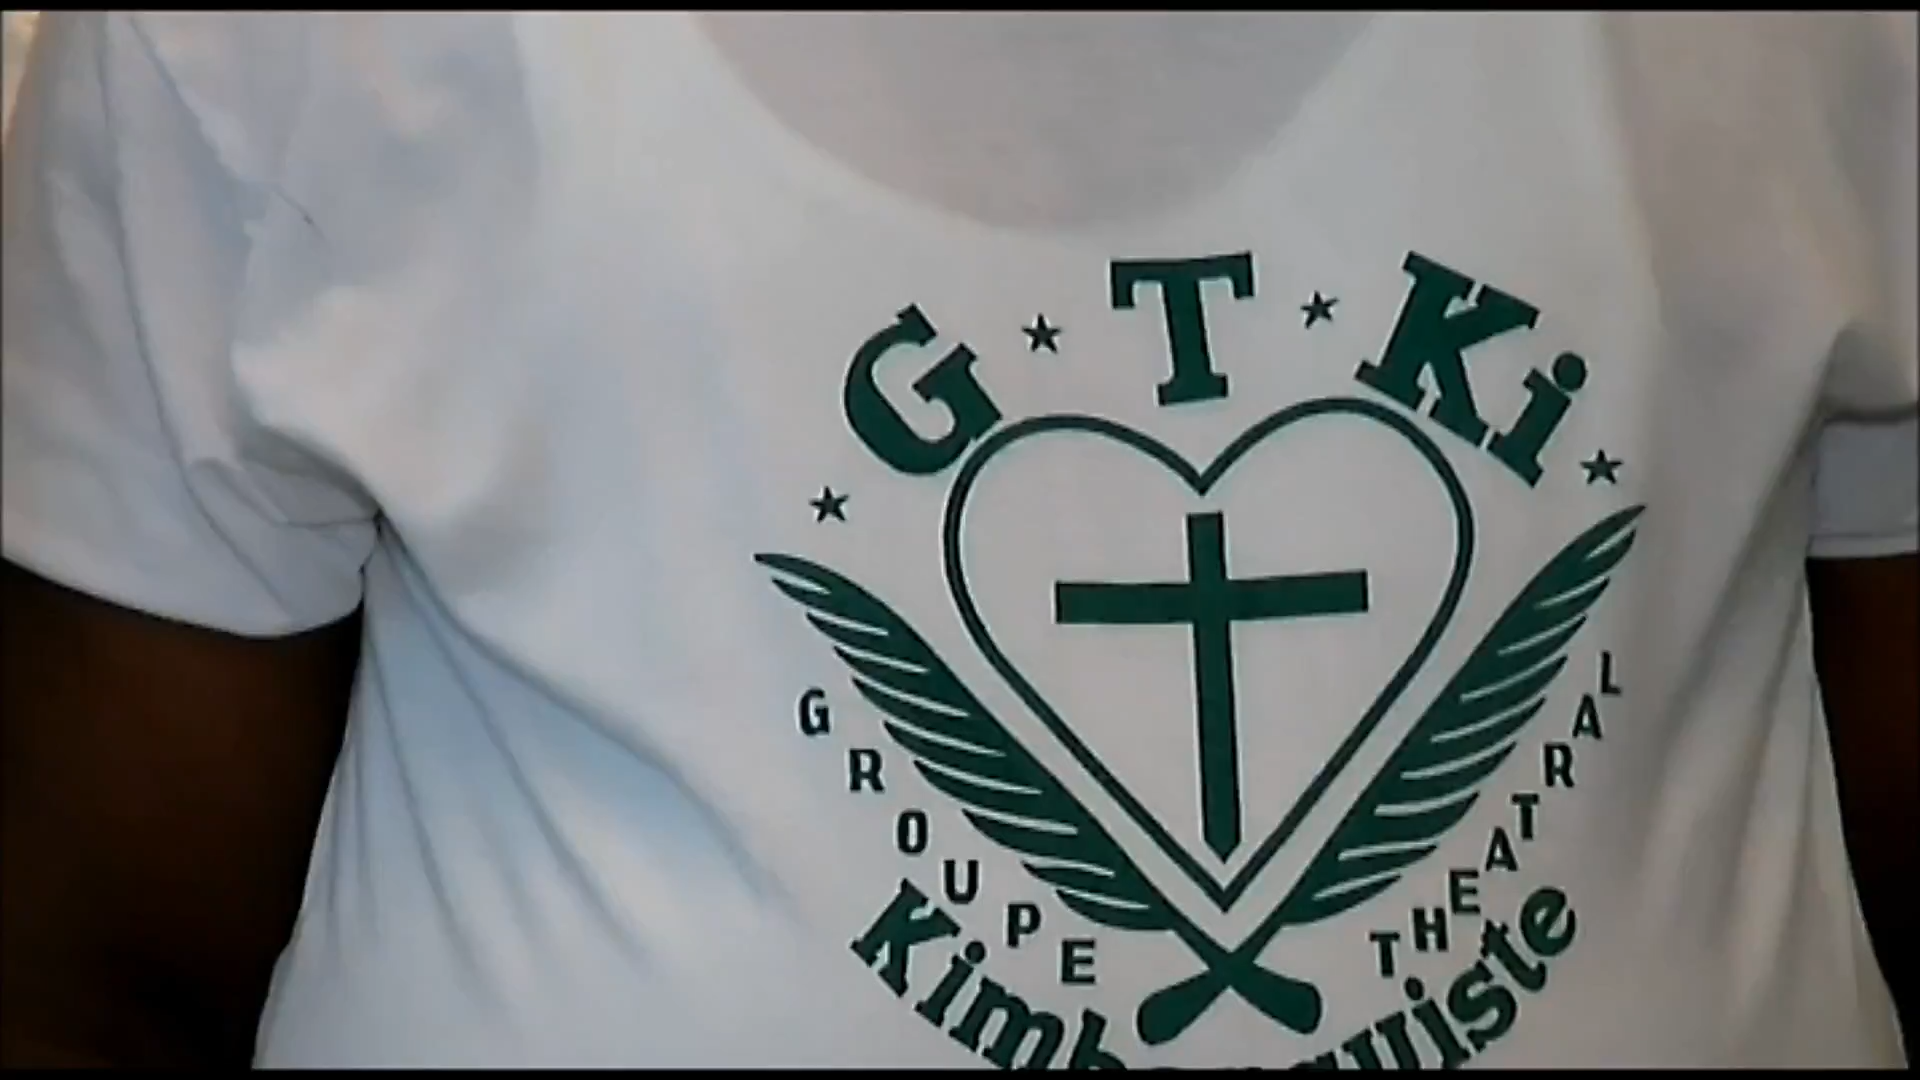 G ★ T ★ Ki
GROUPE THEATRAL